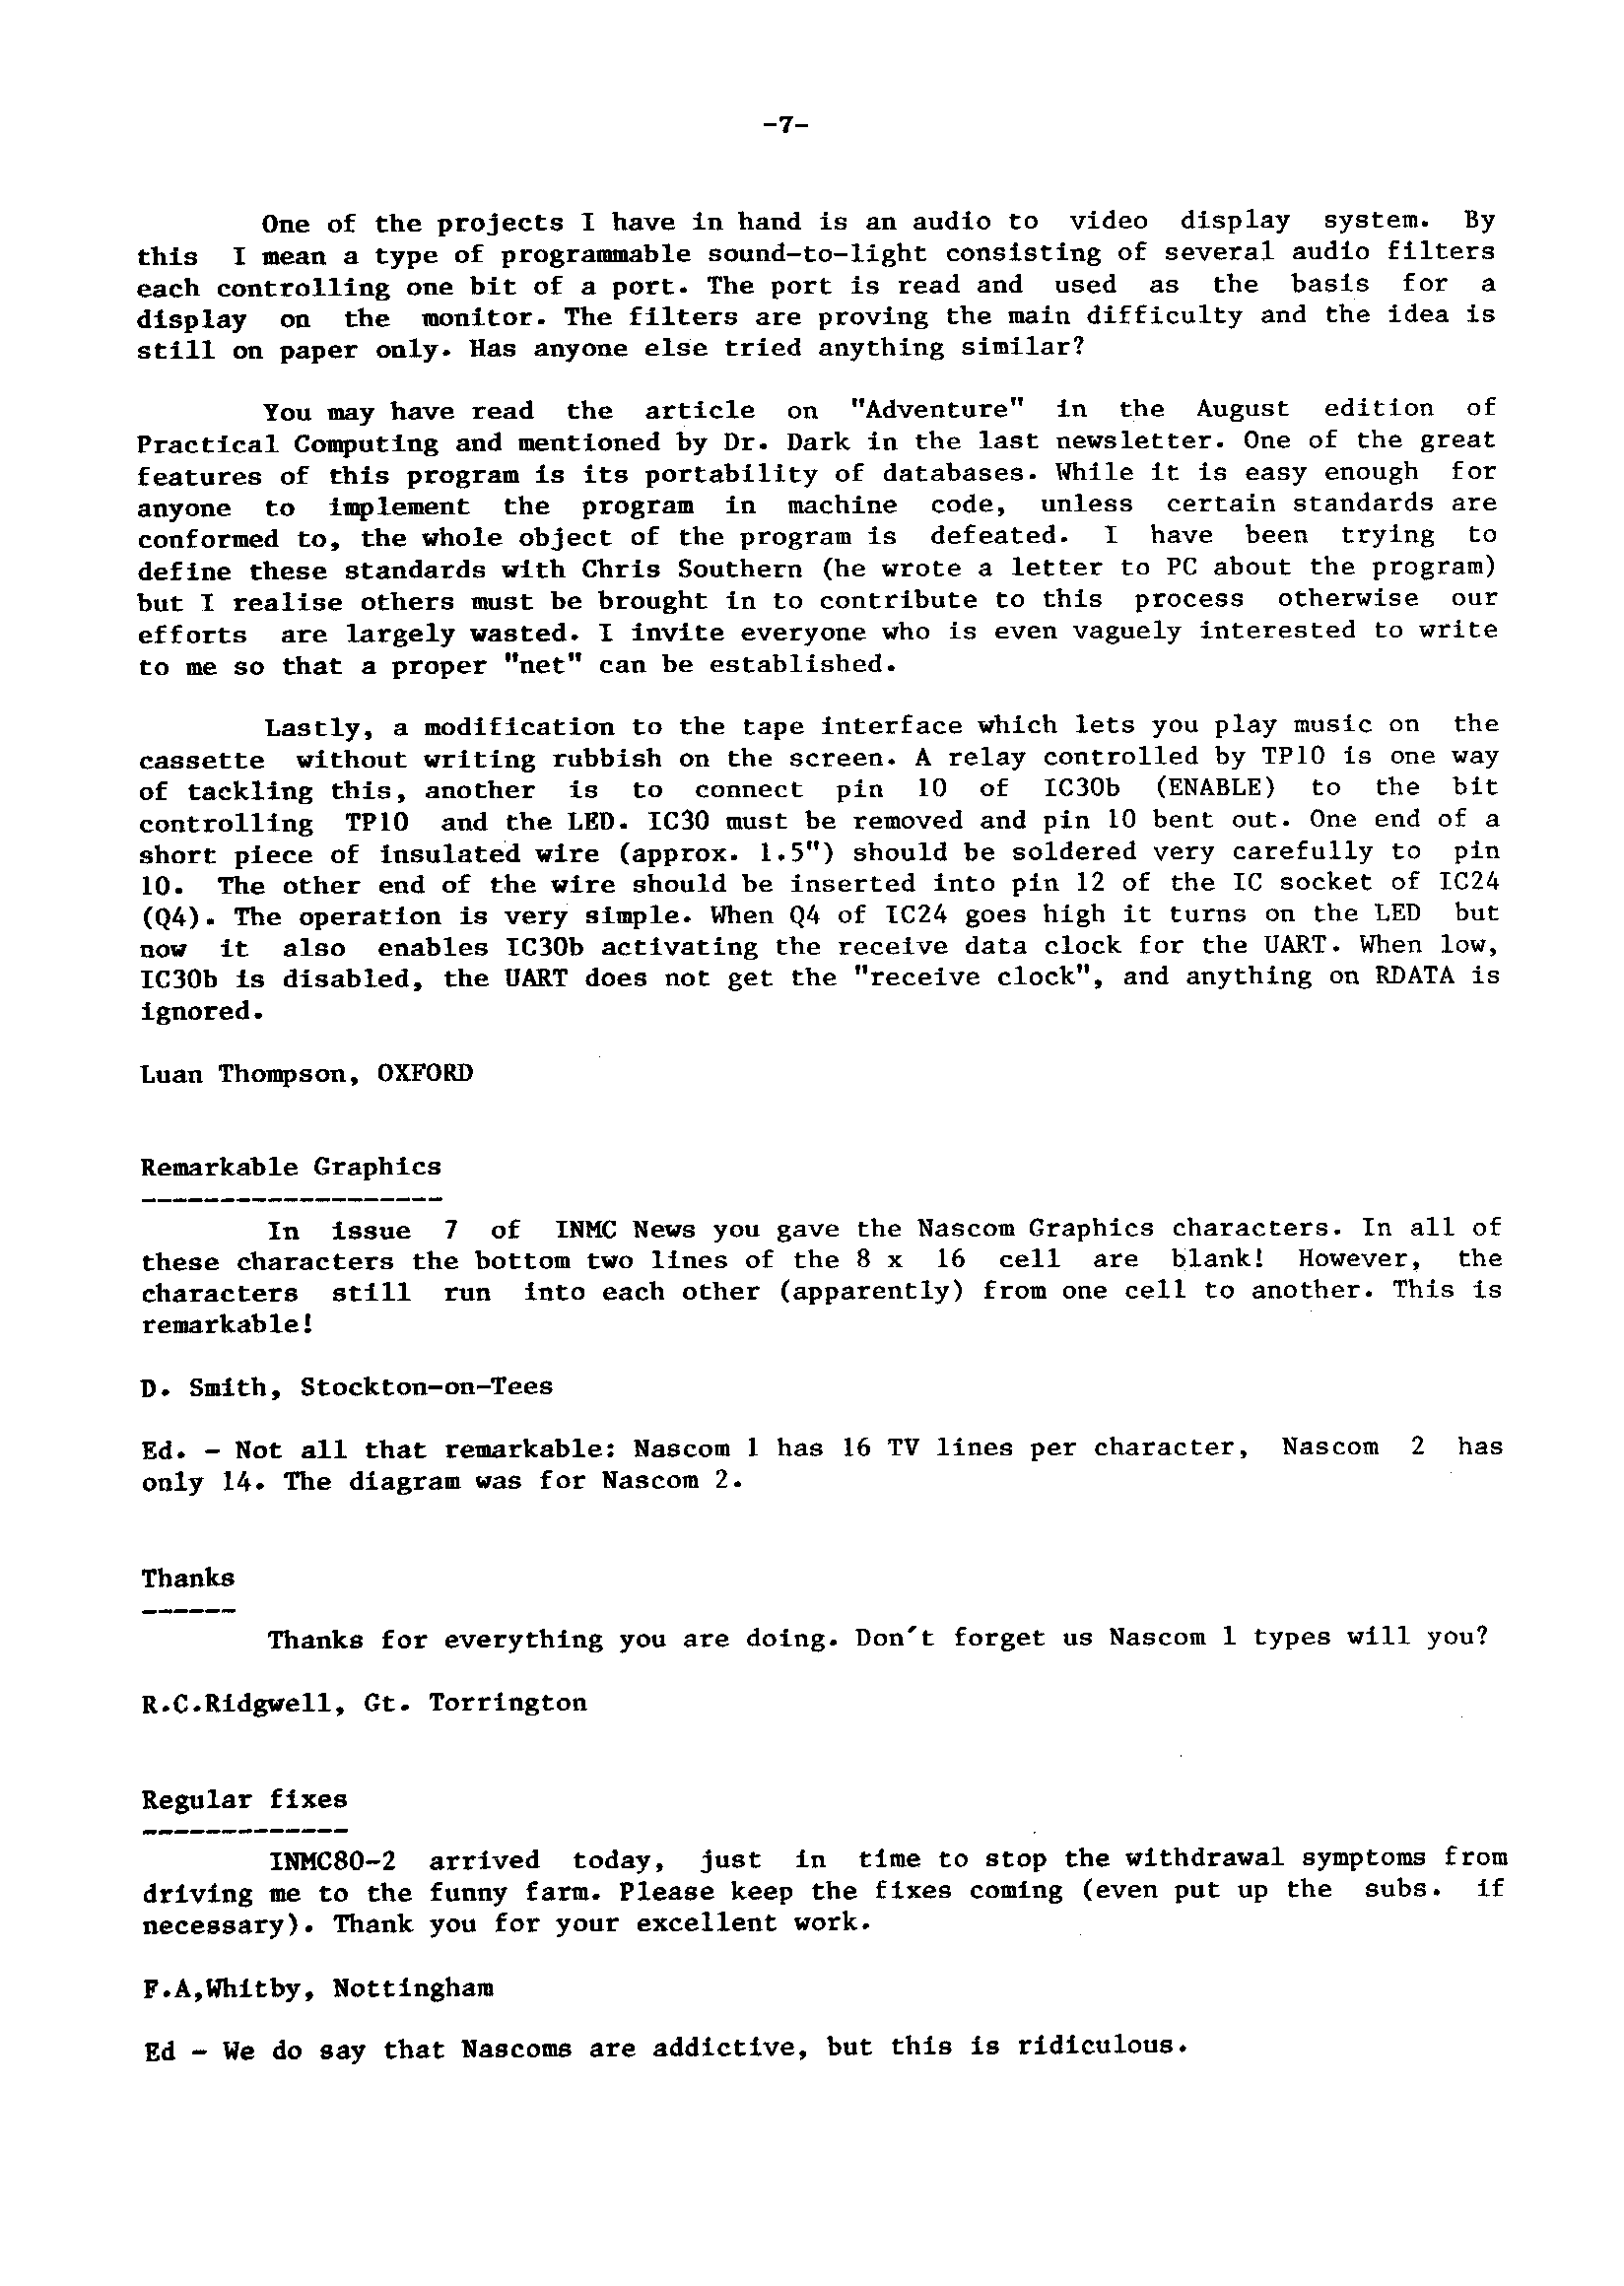 -7-
One of the projects I have in hand is an audio to video display system. By
this I mean a type of programmable sound-to-light consisting of several audio filters
each controlling one bit of a port. The port is read and used as the basis for a
display on the monitor. The filters are proving the main difficulty and the idea is
still on paper only. Has anyone else tried anything similar?
You may have read the article on "Adventure" in the August edition of
Practical Computing and mentioned by Dr. Dark in the last newsletter. One of the great
features of this program is its portability of databases. While it is easy enough for
anyone to implement the program in machine code, unless certain standards are
conformed to, the whole object of the program is defeated. I have been trying to
define these standards with Chris Southern (he wrote a letter to PC about the program)
but I realise others must be brought in to contribute to this process otherwise our
efforts are largely wasted. I invite everyone who is even vaguely interested to write
to me so that a proper "net" can be established.
Lastly, a modification to the tape interface which lets you play music on the
cassette without writing rubbish on the screen. A relay controlled by TP10 is one way
of tackling this, another is to connect pin 10 of IC30b (ENABLE) to the bit
controlling TP10 and the LED. IC30 must be removed and pin 10 bent out. One end of a
short piece of insulated wire (approx. 1.5") should be soldered very carefully to pin
10. The other end of the wire should be inserted into pin 12 of the IC socket of IC24
(Q4). The operation is very simple. When Q4 of IC24 goes high it turns on the LED but
now it also enables IC30b activating the receive data clock for the UART. When low,
IC30b is disabled, the UART does not get the "receive clock", and anything on RDATA is
ignored.
Luan Thompson, OXFORD
Remarkable Graphics
-------------------
In issue 7 of INMC News you gave the Nascom Graphics characters. In all of
these characters the bottom two lines of the 8 x 16 cell are blank! However, the
characters still run into each other (apparently) from one cell to another. This is
remarkable!
D. Smith, Stockton-on-Tees
Ed. - Not all that remarkable: Nascom 1 has 16 TV lines per character, Nascom 2 has
only 14. The diagram was for Nascom 2.
Thanks
------
Thanks for everything you are doing. Don't forget us Nascom 1 types will you?
R.C.Ridgwell, Gt. Torrington
Regular fixes
-------------
INMC80-2 arrived today, just in time to stop the withdrawal symptoms from
driving me to the funny farm. Please keep the fixes coming (even put up the subs. if
necessary). Thank you for your excellent work.
F.A,Whitby, Nottingham
Ed - We do say that Nascoms are addictive, but this is ridiculous.